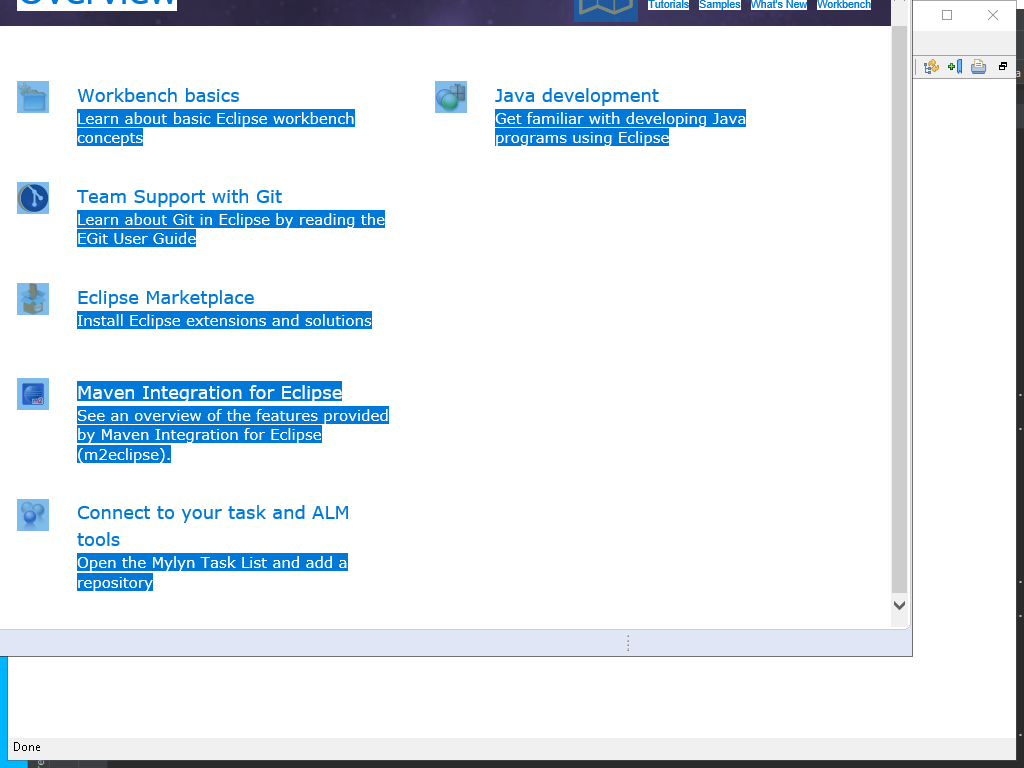 Overview
Tutorials Samples What's New Workbench
Workbench basics
Learn about basic Eclipse workbench
concepts
Java development
Get familiar with developing Java
programs using Eclipse
Team Support with Git
Learn about Git in Eclipse by reading the
EGit User Guide
Eclipse Marketplace
Install Eclipse extensions and solutions
Maven Integration for Eclipse
See an overview of the features provided
by Maven Integration for Eclipse
(m2eclipse).
Connect to your task and ALM
tools
Open the Mylyn Task List and add a
repository
Done